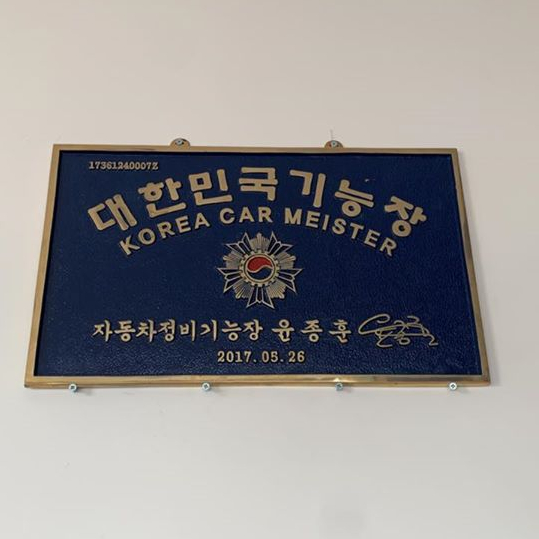 17361240007Z
대한민국기능장
KOREA CAR MEISTER
자동차정비기능장 윤종훈
2017.05.26